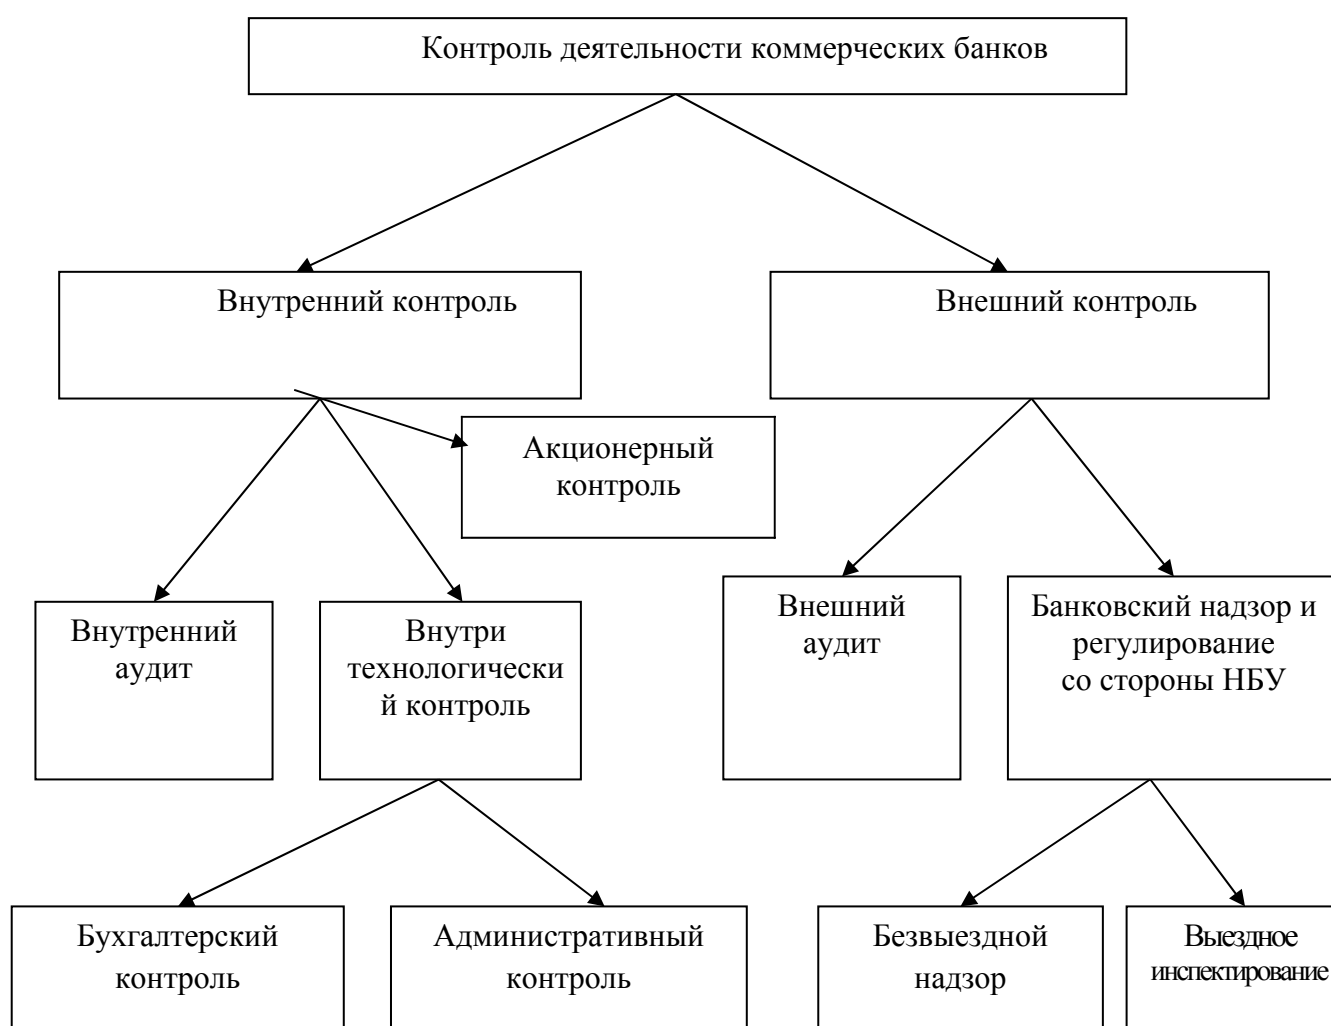 Контроль деятельности коммерческих банков
Внутренний контроль
Внешний контроль
Акционерный
контроль
Внутренний
аудит
Внутри
технологически
й контроль
Внешний
аудит
Банковский надзор и
регулирование
со стороны НБУ
Бухгалтерский
контроль
Административный
контроль
Безвыездной
надзор
Выездное
инспектирование